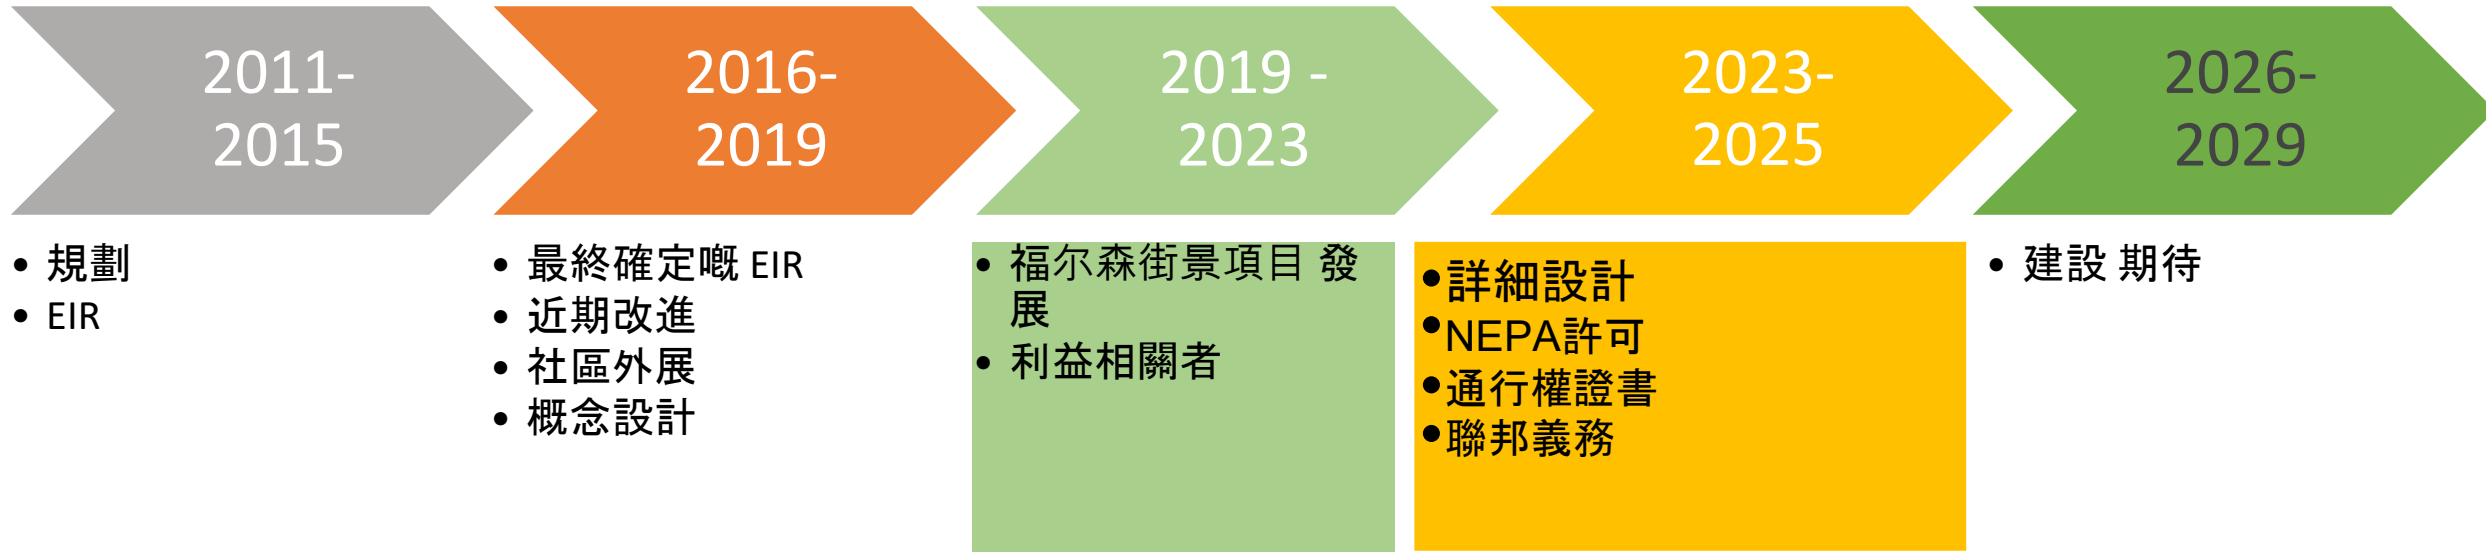 2011-
2015
2016-
2019
2019 -
2023
2023-
2025
2026-
2029
• 規劃
• EIR
• 最終確定嘅 EIR
• 近期改進
• 社區外展
• 概念設計
• 福尔森街景項目 發
展
• 利益相關者
•詳細設計
•NEPA許可
•通行權證書
•聯邦義務
• 建設 期待